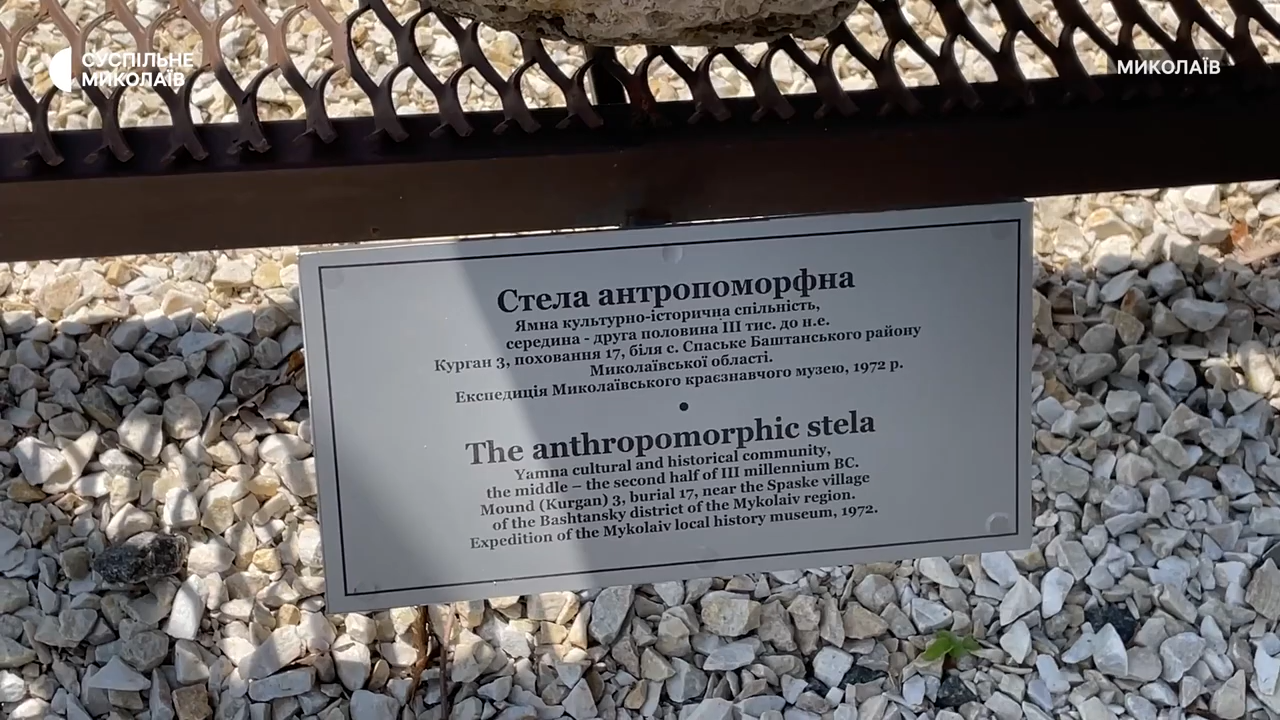 СУСПІЛЬНЕ
МИКОЛАЇВ
МИКОЛАЇВ
Стела антропоморфна
Ямна культурно-історична спільність,
середина - друга половина III тис. до н.е.
Курган 3, поховання 17, біля с. Спаське Баштанського району
Миколаївської області.
Експедиція Миколаївського краєзнавчого музею, 1972 р.
The anthropomorphic stela
Yamna cultural and historical community,
the middle – the second half of III millennium BC.
Mound (Kurgan) 3, burial 17, near the Spaske village
of the Bashtansky district of the Mykolaiv region.
Expedition of the Mykolaiv local history museum, 1972.